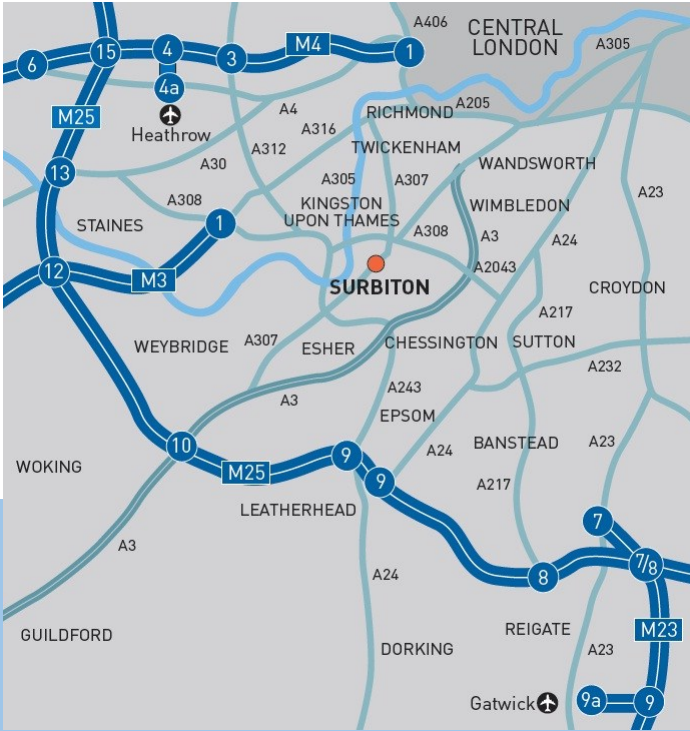 A406
CENTRAL
LONDON
A305
6
15
4
3
M4
1
4a
M25
Heathrow
A4
A316
A312
RICHMOND
A205
TWICKENHAM
A30
WANDSWORTH
13
A308
A305
A307
A23
KINGSTON
UPON THAMES
WIMBLEDON
STAINES
1
A308
A3
A24
12
M3
SURBITON
A2043
CROYDON
A217
WEYBRIDGE
A307
ESHER
CHESSINGTON
SUTTON
A232
A3
A243
EPSOM
10
M25
9
9
A24
BANSTEAD
A23
WOKING
A217
LEATHERHEAD
7
A3
A24
8
7/8
GUILDFORD
DORKING
REIGATE
M23
A23
Gatwick
9a
9